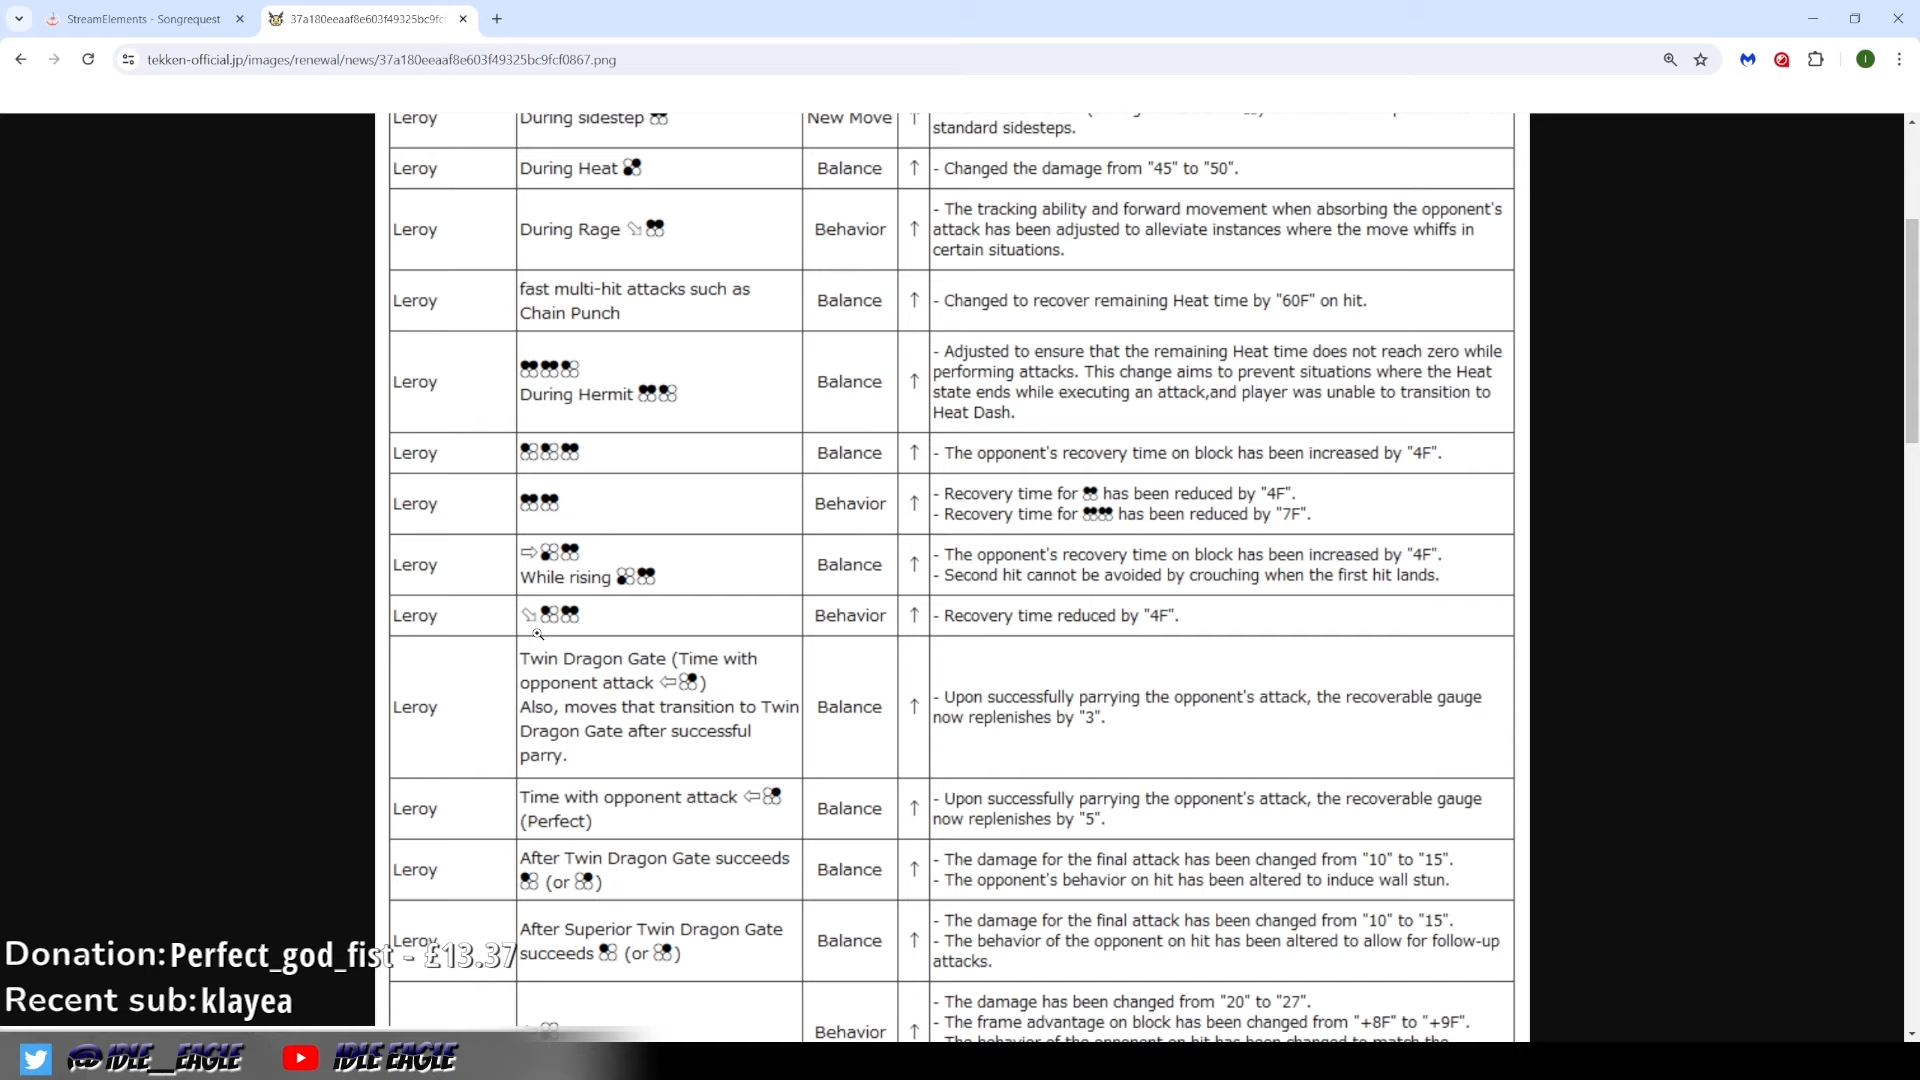 StreamElements - Songrequest
37a180eeaaf8e603f49325bc9fc
tekken-official.jp/images/renewal/news/37a180eeaaf8e603f49325bc9fcf0867.png
Leroy
During sidestep
New Move
↑
standard sidesteps.
Leroy
During Heat
Balance
↑
- Changed the damage from "45" to "50".
Leroy
During Rage
Behavior
↑
- The tracking ability and forward movement when absorbing the opponent's
attack has been adjusted to alleviate instances where the move whiffs in
certain situations.
Leroy
fast multi-hit attacks such as
Chain Punch
Balance
↑
- Changed to recover remaining Heat time by "60F" on hit.
Leroy
During Hermit
Balance
↑
- Adjusted to ensure that the remaining Heat time does not reach zero while
performing attacks. This change aims to prevent situations where the Heat
state ends while executing an attack,and player was unable to transition to
Heat Dash.
Leroy
Balance
↑
- The opponent's recovery time on block has been increased by "4F".
Leroy
Behavior
↑
- Recovery time for has been reduced by "4F".
- Recovery time for has been reduced by "7F".
Leroy
⇨
While rising
Balance
↑
- The opponent's recovery time on block has been increased by "4F".
- Second hit cannot be avoided by crouching when the first hit lands.
Leroy
Behavior
↑
- Recovery time reduced by "4F".
Leroy
Twin Dragon Gate (Time with
opponent attack ⇦ )
Also, moves that transition to Twin
Dragon Gate after successful
parry.
Balance
↑
- Upon successfully parrying the opponent's attack, the recoverable gauge
now replenishes by "3".
Leroy
Time with opponent attack ⇦
(Perfect)
Balance
↑
- Upon successfully parrying the opponent's attack, the recoverable gauge
now replenishes by "5".
Leroy
After Twin Dragon Gate succeeds
(or )
Balance
↑
- The damage for the final attack has been changed from "10" to "15".
- The opponent's behavior on hit has been altered to induce wall stun.
Leroy
After Superior Twin Dragon Gate
succeeds (or )
Balance
↑
- The damage for the final attack has been changed from "10" to "15".
- The behavior of the opponent on hit has been altered to allow for follow-up
attacks.
Behavior
↑
- The damage has been changed from "20" to "27".
- The frame advantage on block has been changed from "+8F" to "+9F".
- The behavior of the opponent on hit has been changed to match the
Donation: Perfect_god_fist - £13.37
Recent sub: klayea
IDLE__EAGLE
IDLE EAGLE